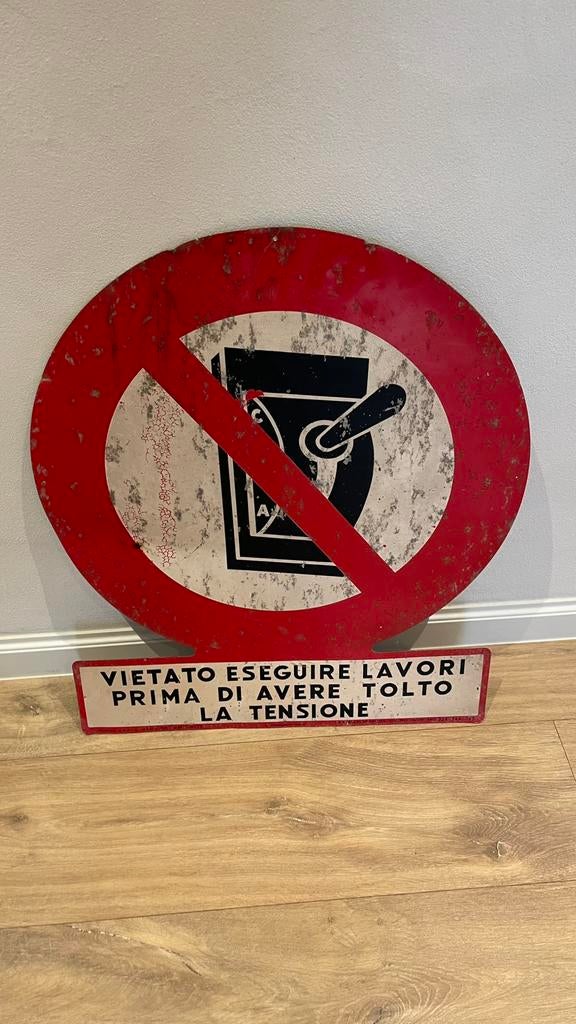 C
A
VIETATO ESEGUIRE LAVORI
PRIMA DI AVERE TOLTO
LA TENSIONE